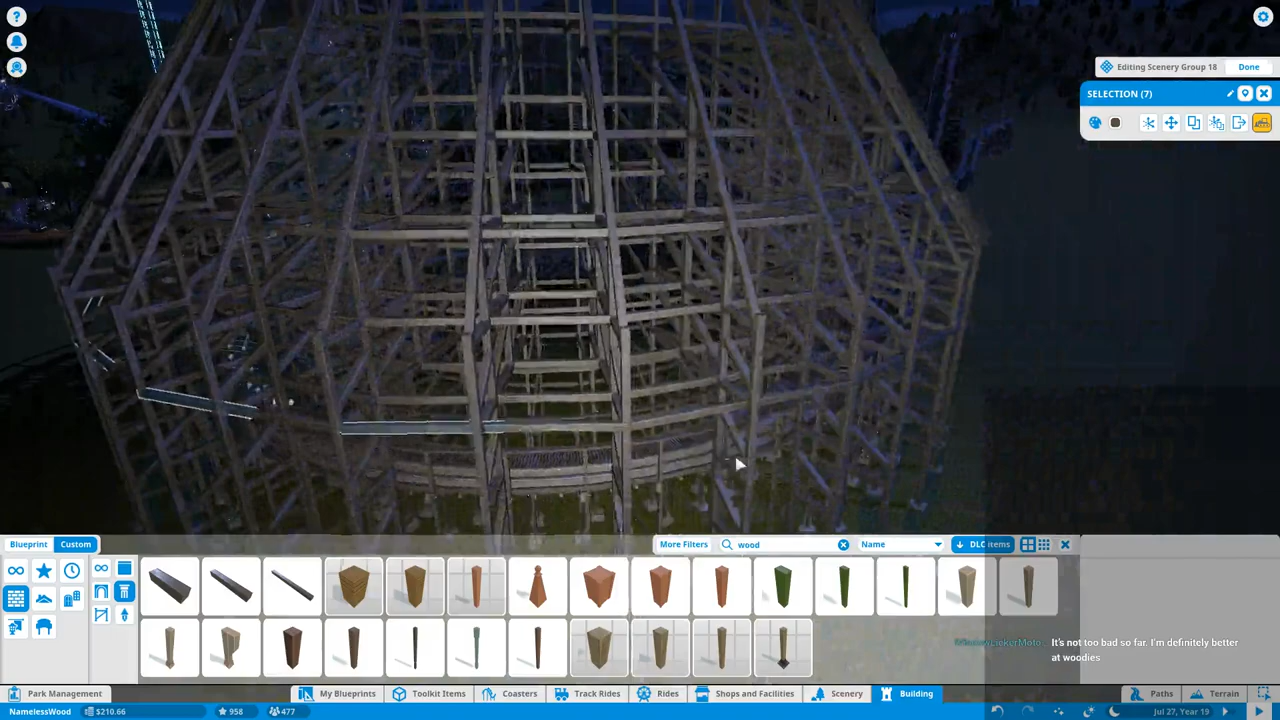 ?
Editing Scenery Group 18 Done
SELECTION (7)
Blueprint Custom More Filters wood Name DLC items
It's not too bad so far. I'm definitely better
at woodies
Park Management My Blueprints Toolkit Items Coasters Track Rides Rides Shops and Facilities Scenery Building Paths Terrain
NamelessWood $210.66 958 477 Jul 27, Year 19